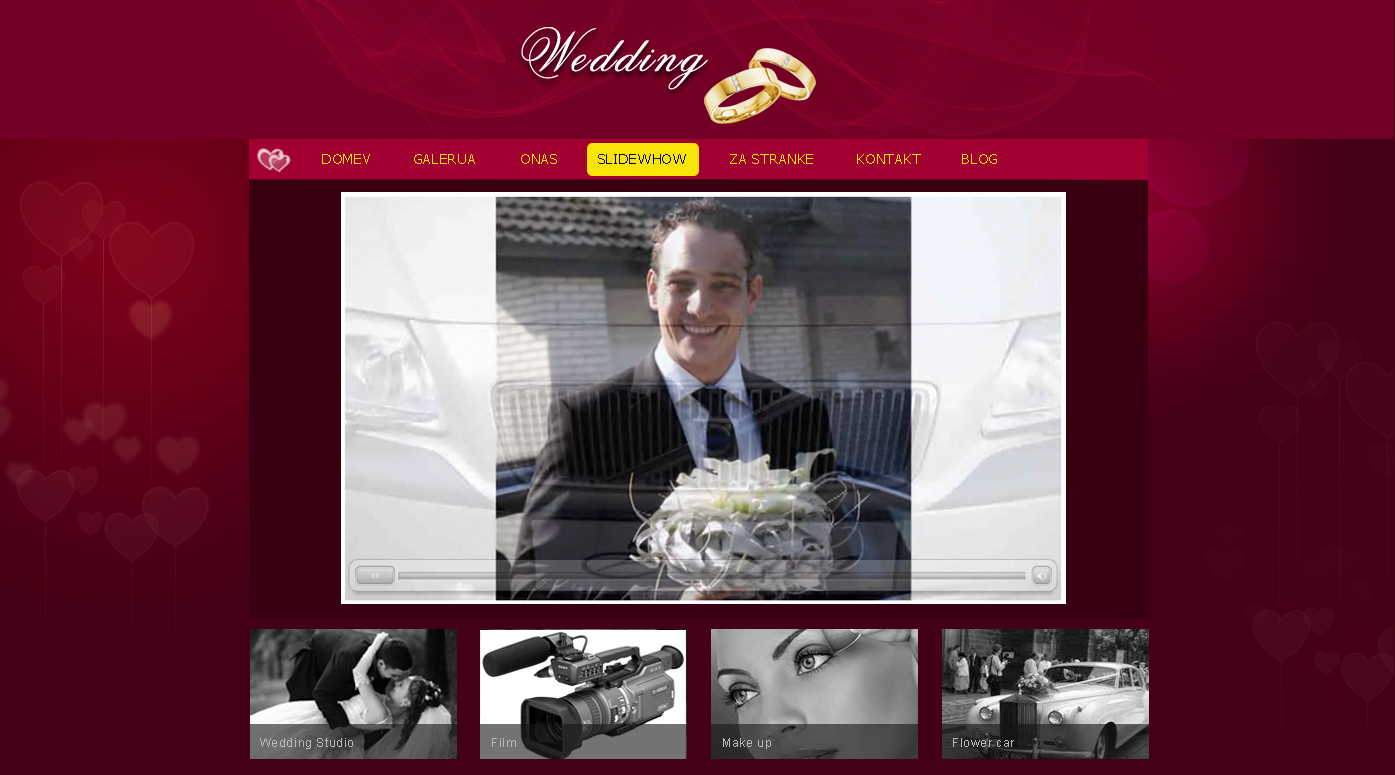 Wedding
DOMEV GALERIJA ONAS SLIDEWHOW ZA STRANKE KONTAKT BLOG
Wedding Studio Film Make up Flower car